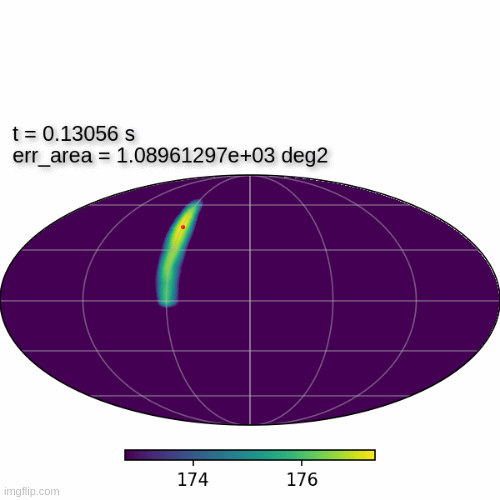 t = 0.13056 s
err_area = 1.08961297e+03 deg2
174 176
imgflip.com